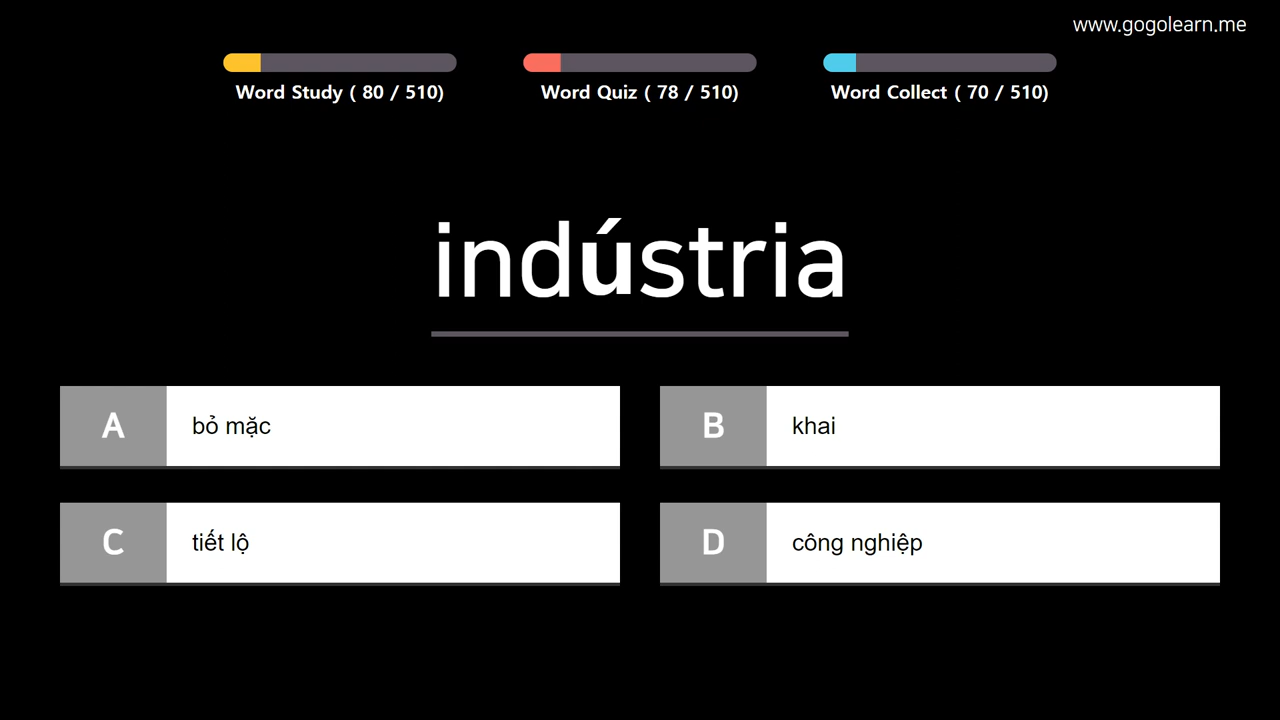 www.gogolearn.me
Word Study ( 80 / 510)
Word Quiz ( 78 / 510)
Word Collect ( 70 / 510)
indústria
A bỏ mặc
B khai
C tiết lộ
D công nghiệp